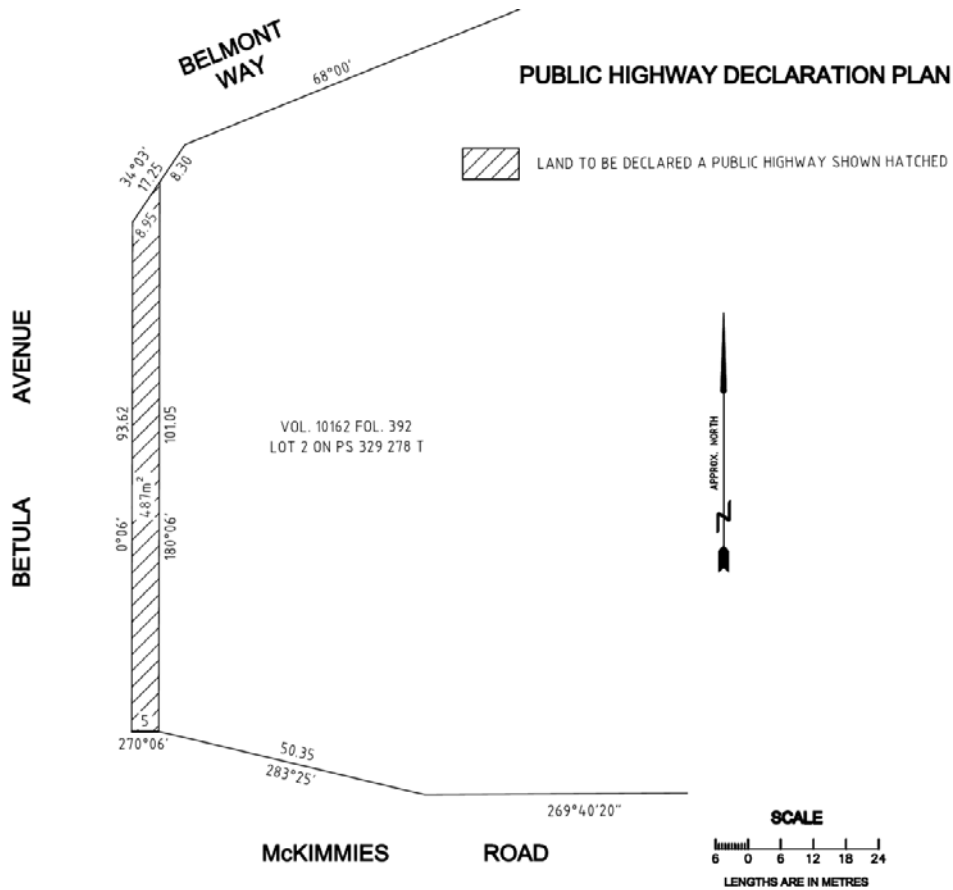 BELMONT
WAY
68°00'
PUBLIC HIGHWAY DECLARATION PLAN
LAND TO BE DECLARED A PUBLIC HIGHWAY SHOWN HATCHED
34°03'
17.25
8.30
8.95
BETULA AVENUE
93.62
0°06'
487m²
101.05
180°06'
VOL. 10162 FOL. 392
LOT 2 ON PS 329 278 T
APPROX. NORTH
5
270°06'
50.35
283°25'
269°40'20"
McKIMMIES ROAD
SCALE
6 0 6 12 18 24
LENGTHS ARE IN METRES